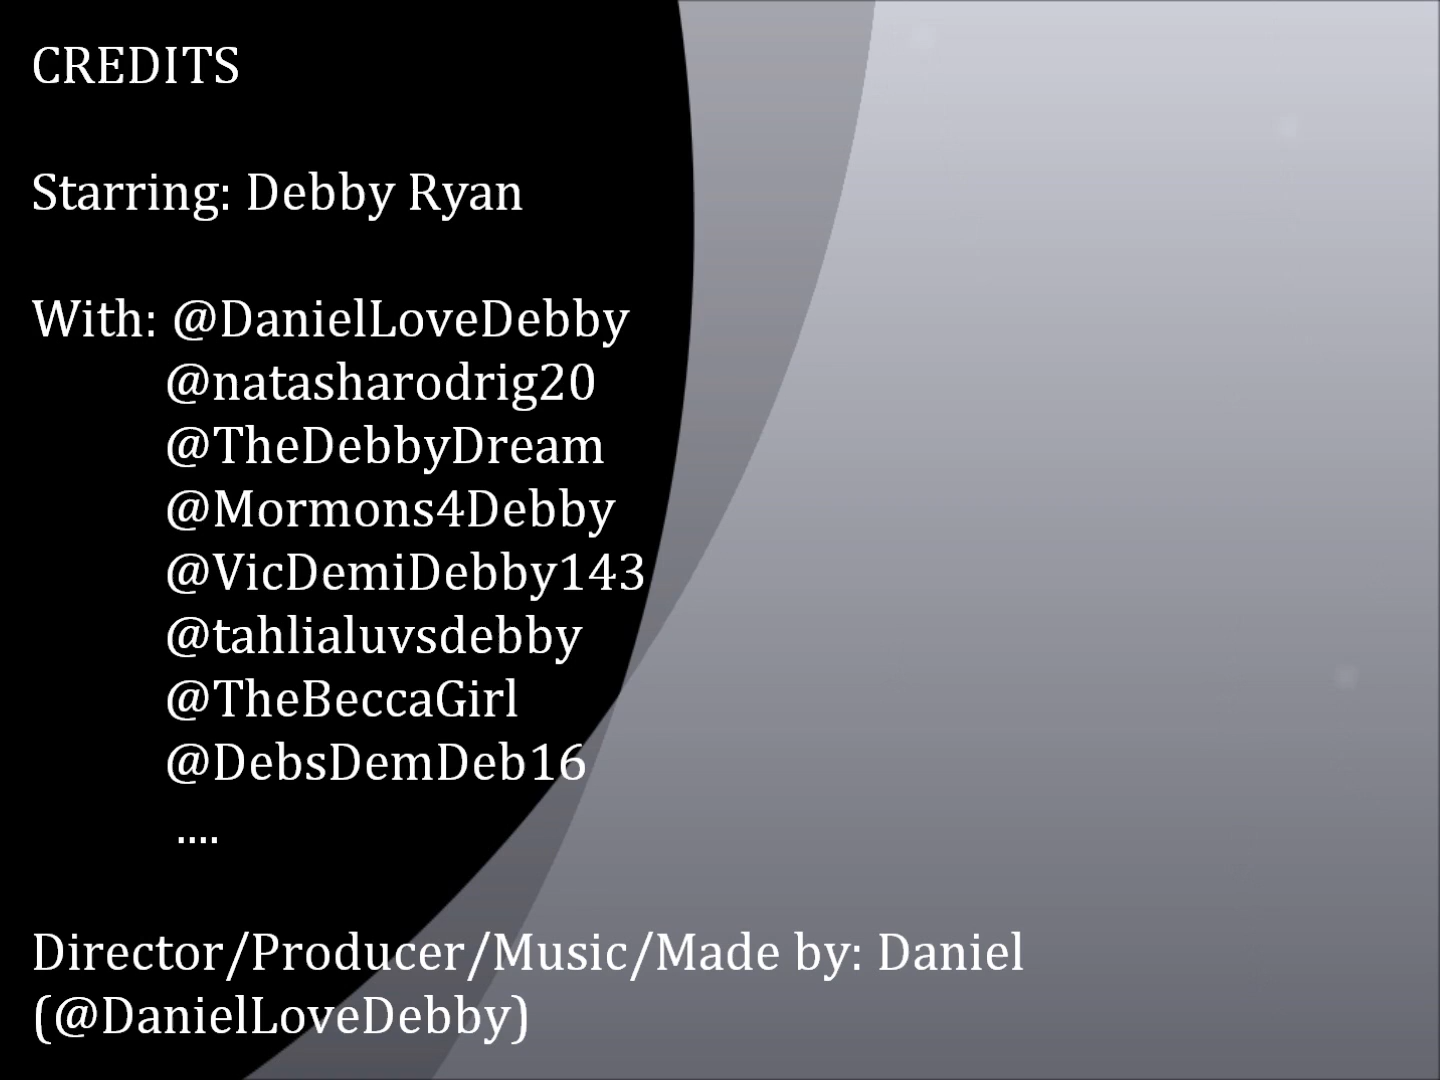 CREDITS
Starring: Debby Ryan
With: @DanielLoveDebby
@natasharodrig20
@TheDebbyDream
@Mormons4Debby
@VicDemiDebby143
@tahlialuvsdebby
@TheBeccaGirl
@DebsDemDeb16
....
Director/Producer/Music/Made by: Daniel
(@DanielLoveDebby)